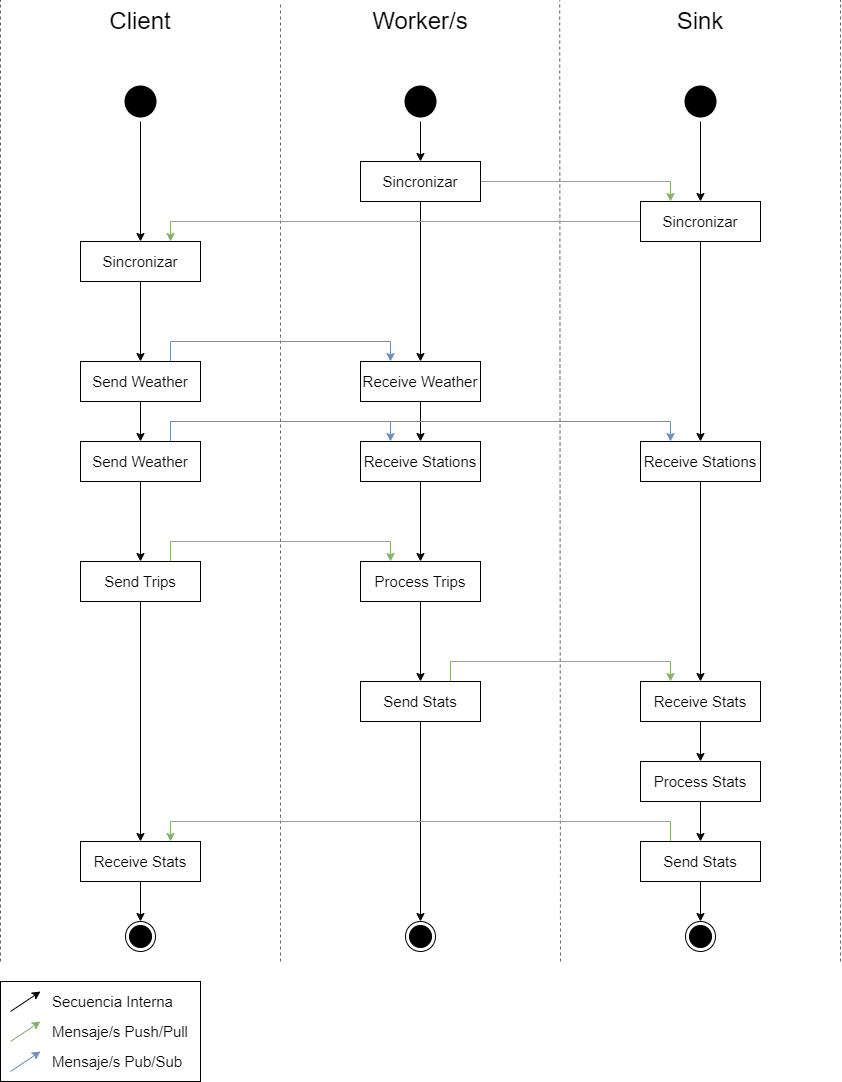 Client
Worker/s
Sink
Sincronizar
Sincronizar
Sincronizar
Send Weather
Receive Weather
Send Weather
Receive Stations
Receive Stations
Send Trips
Process Trips
Send Stats
Receive Stats
Process Stats
Receive Stats
Send Stats
Secuencia Interna
Mensaje/s Push/Pull
Mensaje/s Pub/Sub